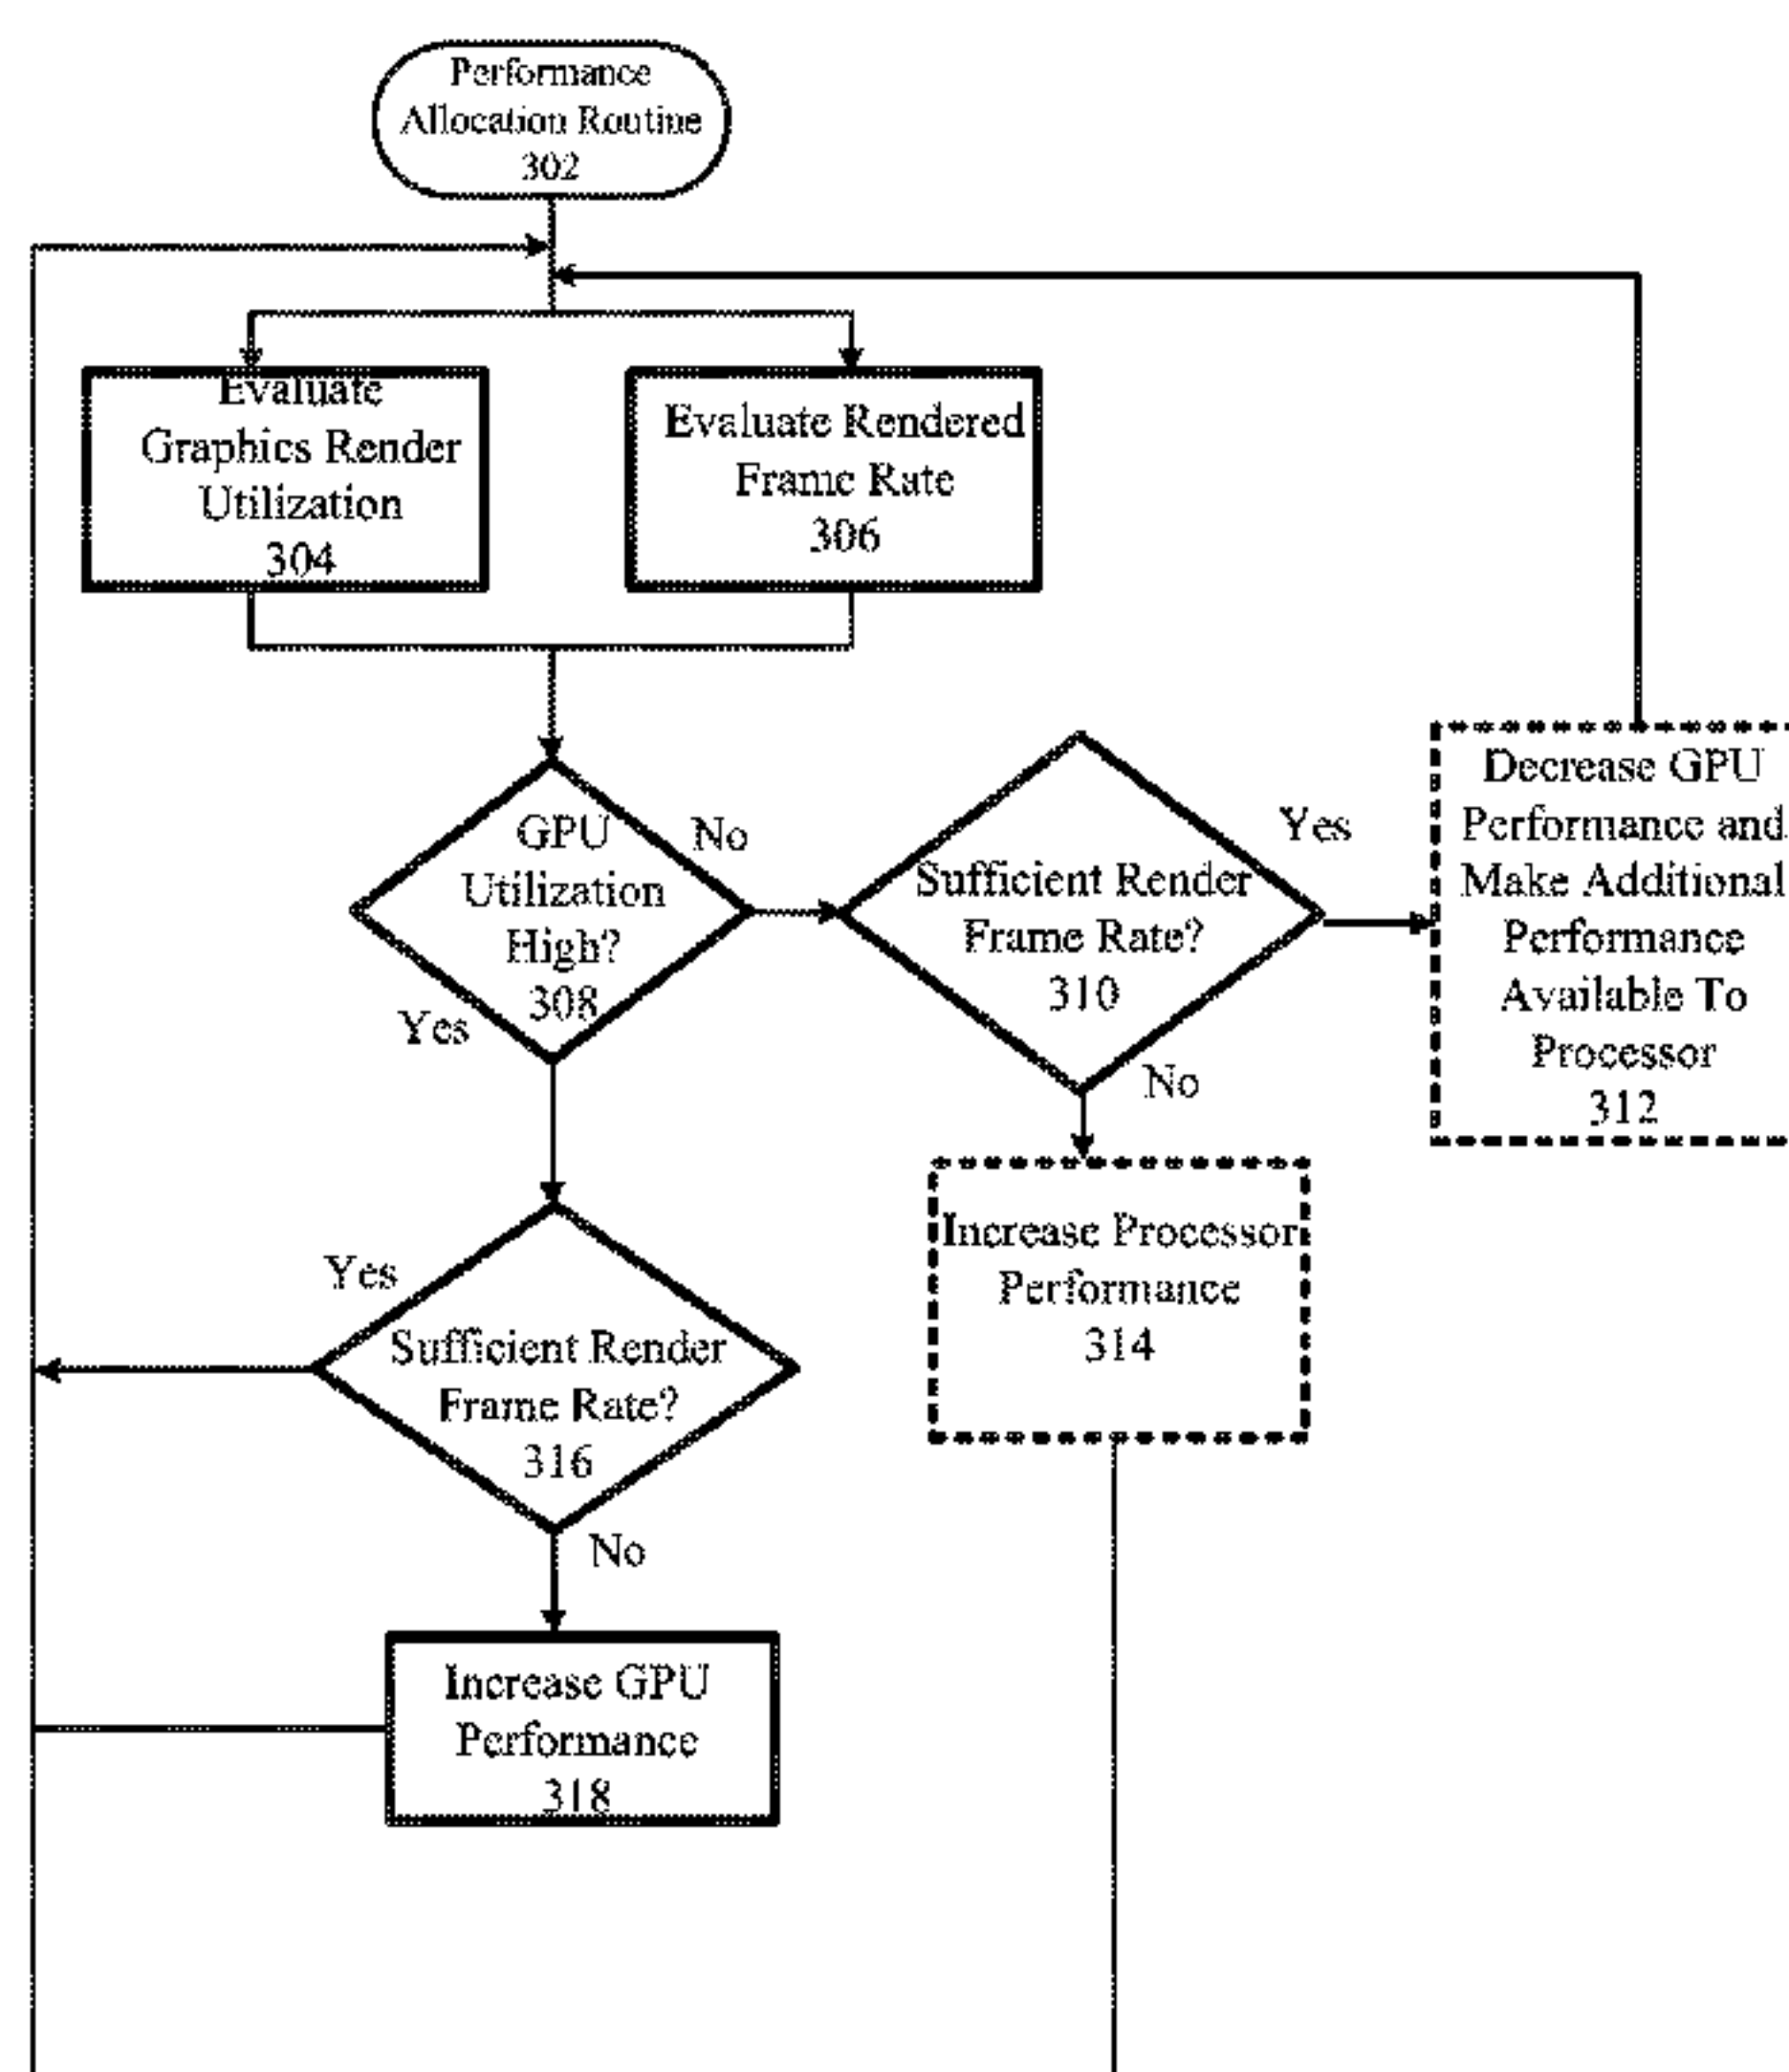 Performance
Allocation Routine
302
Evaluate
Graphics Render
Utilization
304
Evaluate Rendered
Frame Rate
306
GPU
Utilization
High?
308
No
Yes
Sufficient Render
Frame Rate?
310
Yes
No
Decrease GPU
Performance and
Make Additional
Performance
Available To
Processor
312
Increase Processor
Performance
314
Yes
Sufficient Render
Frame Rate?
316
No
Increase GPU
Performance
318